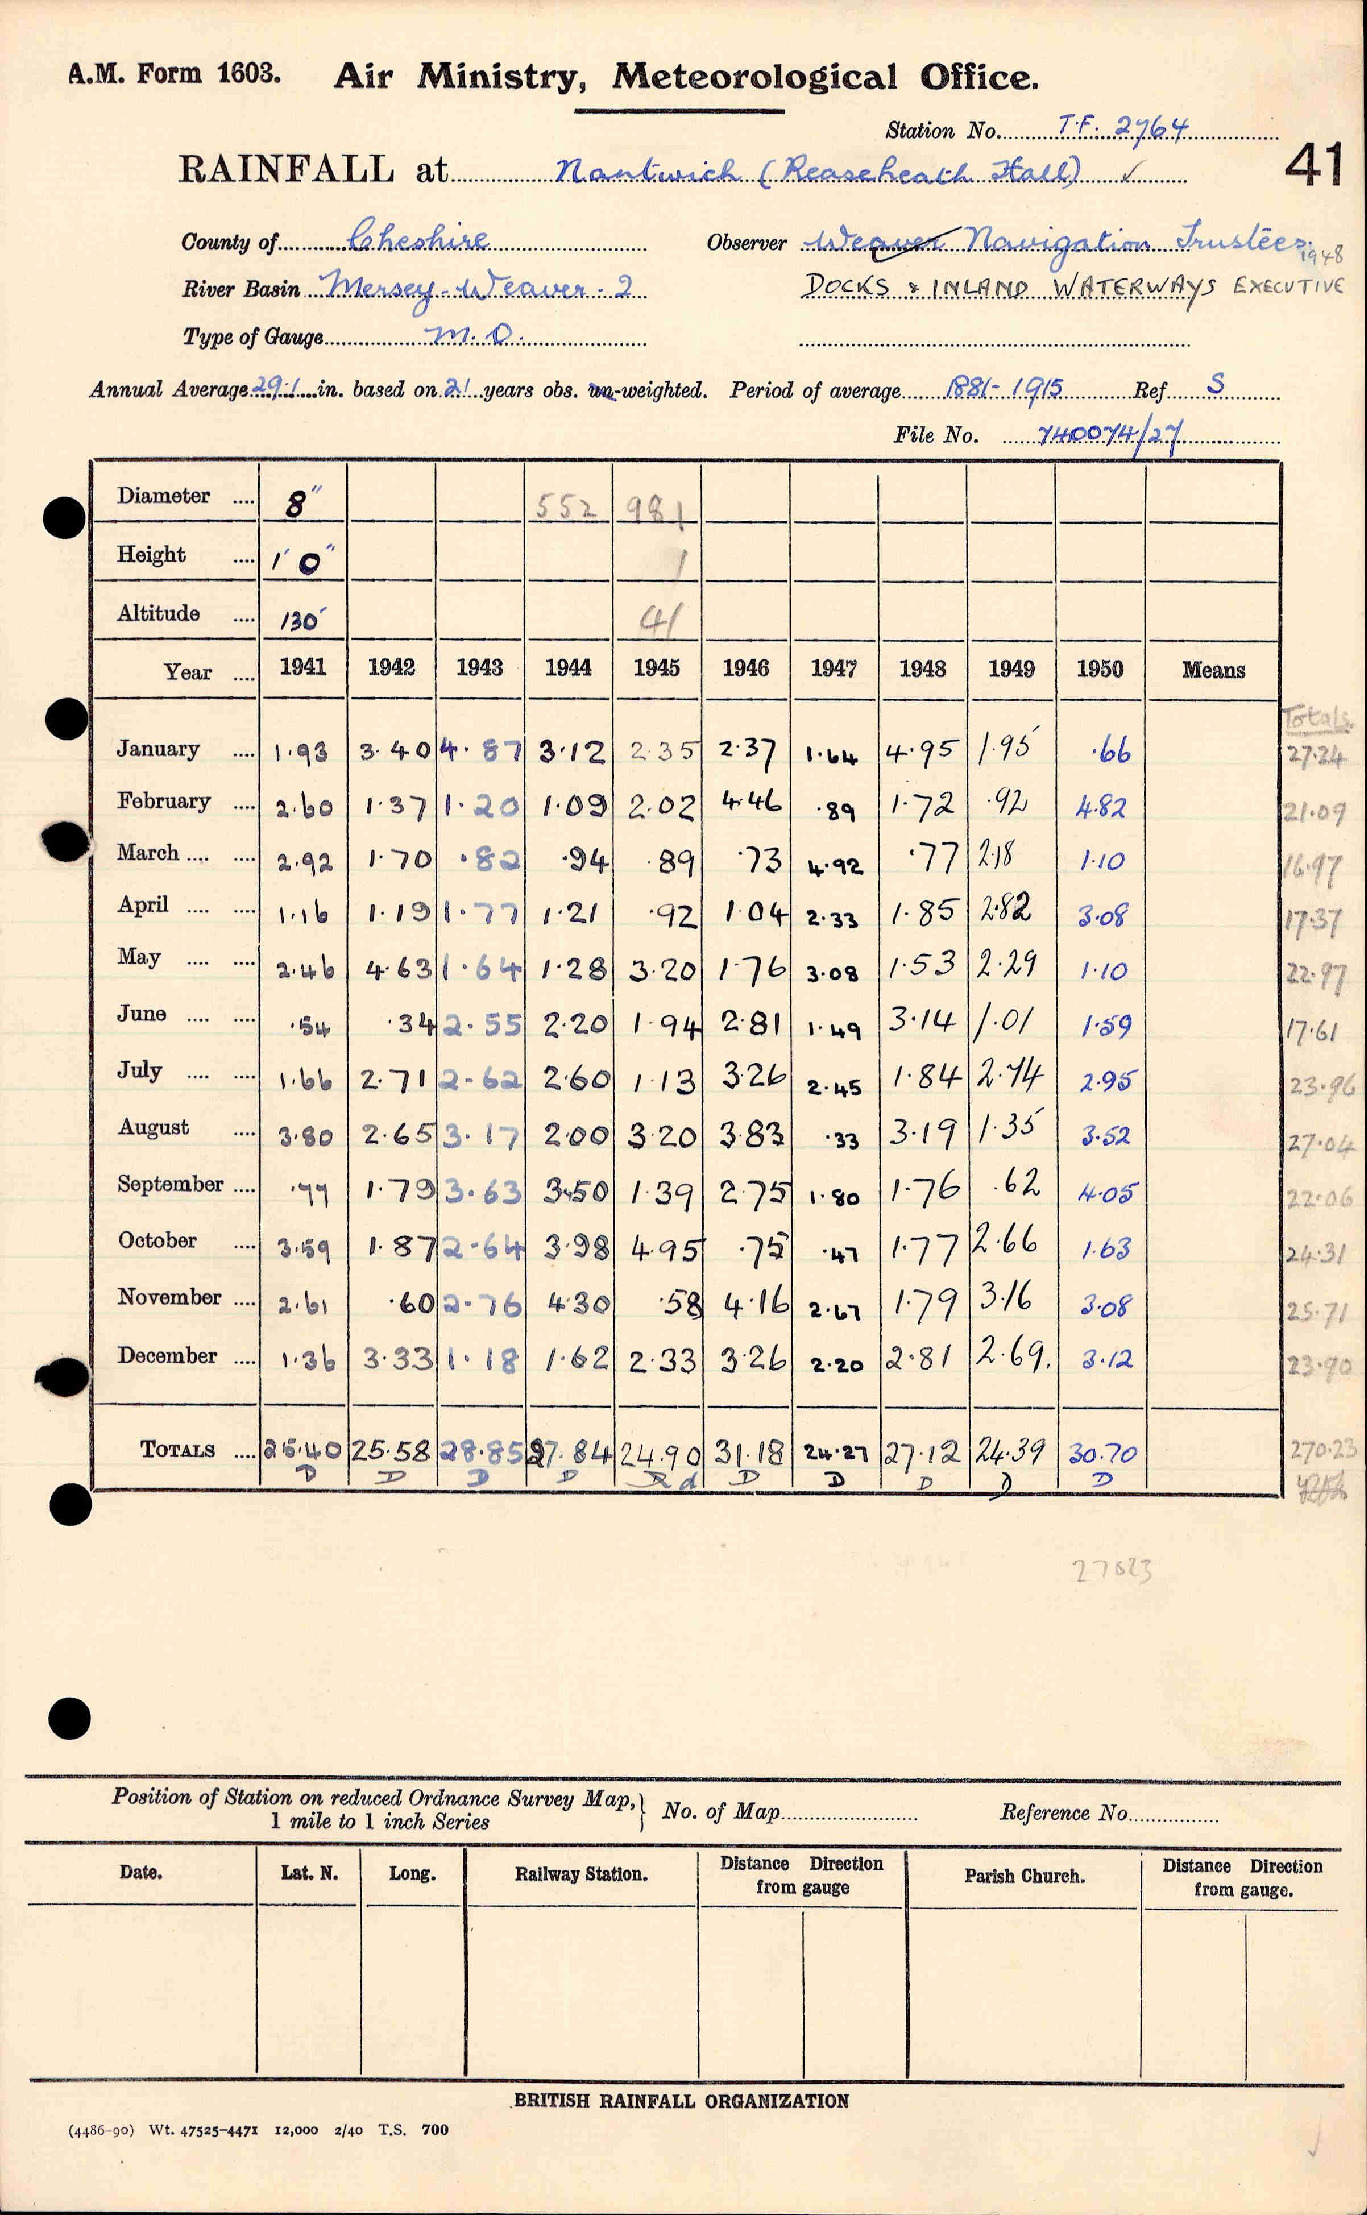 A.M. Form 1603. Air Ministry, Meteorological Office.
Station No. T.F. 2764
41
RAINFALL at Nantwich (Reaseheath Hall) ✓
County of Cheshire Observer Weaver Navigation Trustees.
1948
River Basin Mersey-Weaver-2 DOCKS & INLAND WATERWAYS EXECUTIVE
Type of Gauge M.O.
Annual Average 29.1 in. based on 21 years obs. un-weighted. Period of average 1881-1915 Ref S
File No. 740074/27
Diameter .... 8" 552 981
Height .... 1' 0" 1
Altitude .... 130' 41
Year .... 1941 1942 1943 1944 1945 1946 1947 1948 1949 1950 Means
Totals.
January .... 1.93 3.40 4.87 3.12 2.35 2.37 1.64 4.95 1.95 .66 27.24
February .... 2.60 1.37 1.20 1.09 2.02 4.46 .89 1.72 .92 4.82 21.09
March .... .... 2.92 1.70 .82 .94 .89 .73 4.92 .77 2.18 1.10 16.97
April .... .... 1.16 1.19 1.77 1.21 .92 1.04 2.33 1.85 2.82 3.08 17.37
May .... .... 2.46 4.63 1.64 1.28 3.20 1.76 3.08 1.53 2.29 1.10 22.97
June .... .... .54 .34 2.55 2.20 1.94 2.81 1.49 3.14 1.01 1.59 17.61
July .... .... 1.66 2.71 2.62 2.60 1.13 3.26 2.45 1.84 2.74 2.95 23.96
August .... 3.80 2.65 3.17 2.00 3.20 3.83 .33 3.19 1.35 3.52 27.04
September .... .77 1.79 3.63 3.50 1.39 2.75 1.80 1.76 .62 4.05 22.06
October .... 3.59 1.87 2.64 3.98 4.95 .75 .47 1.77 2.66 1.63 24.31
November .... 2.61 .60 2.76 4.30 .58 4.16 2.67 1.79 3.16 3.08 25.71
December .... 1.36 3.33 1.18 1.62 2.33 3.26 2.20 2.81 2.69. 3.12 23.90
TOTALS .... 25.40 25.58 28.85 27.84 24.90 31.18 24.27 27.12 24.39 30.70 270.23
D D D D R d D D D D D
27023
Position of Station on reduced Ordnance Survey Map,
1 mile to 1 inch Series
No. of Map Reference No.
Date. Lat. N. Long. Railway Station. Distance Direction from gauge Parish Church. Distance Direction from gauge.
BRITISH RAINFALL ORGANIZATION
(4486-90) Wt. 47525-4471 12,000 2/40 T.S. 700